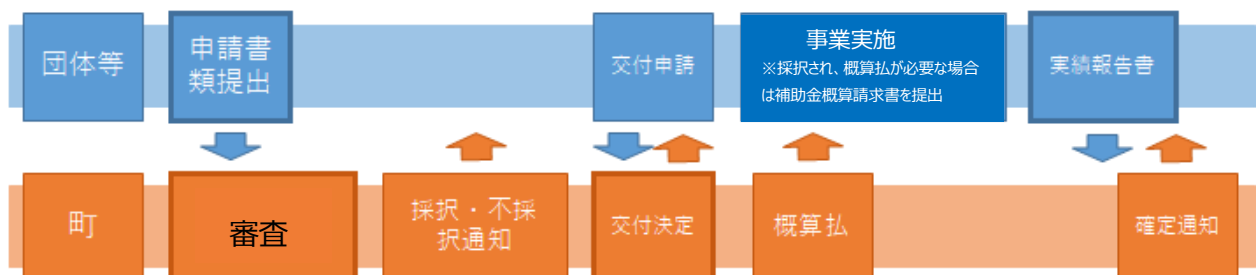 団体等
申請書
類提出
交付申請
事業実施
※採択され、概算払が必要な場合
は補助金概算請求書を提出
実績報告書
町
審査
採択・不採
択通知
交付決定
概算払
確定通知